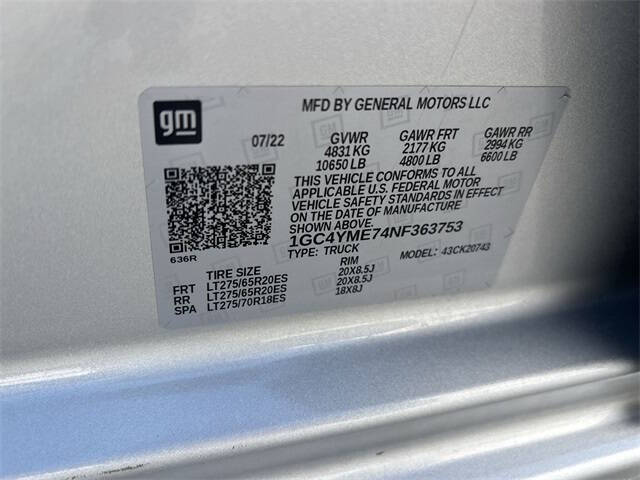 gm
MFD BY GENERAL MOTORS LLC
07/22 GVWR GAWR FRT GAWR RR
4831 KG 2177 KG 2994 KG
10650 LB 4800 LB 6600 LB
THIS VEHICLE CONFORMS TO ALL
APPLICABLE U.S. FEDERAL MOTOR
VEHICLE SAFETY STANDARDS IN EFFECT
ON THE DATE OF MANUFACTURE
1GC4YME74NF363753
636R TYPE: TRUCK MODEL: 43CK20743
TIRE SIZE RIM
FRT LT275/65R20ES 20X8.5J
RR LT275/65R20ES 20X8.5J
SPA LT275/70R18ES 18X8J